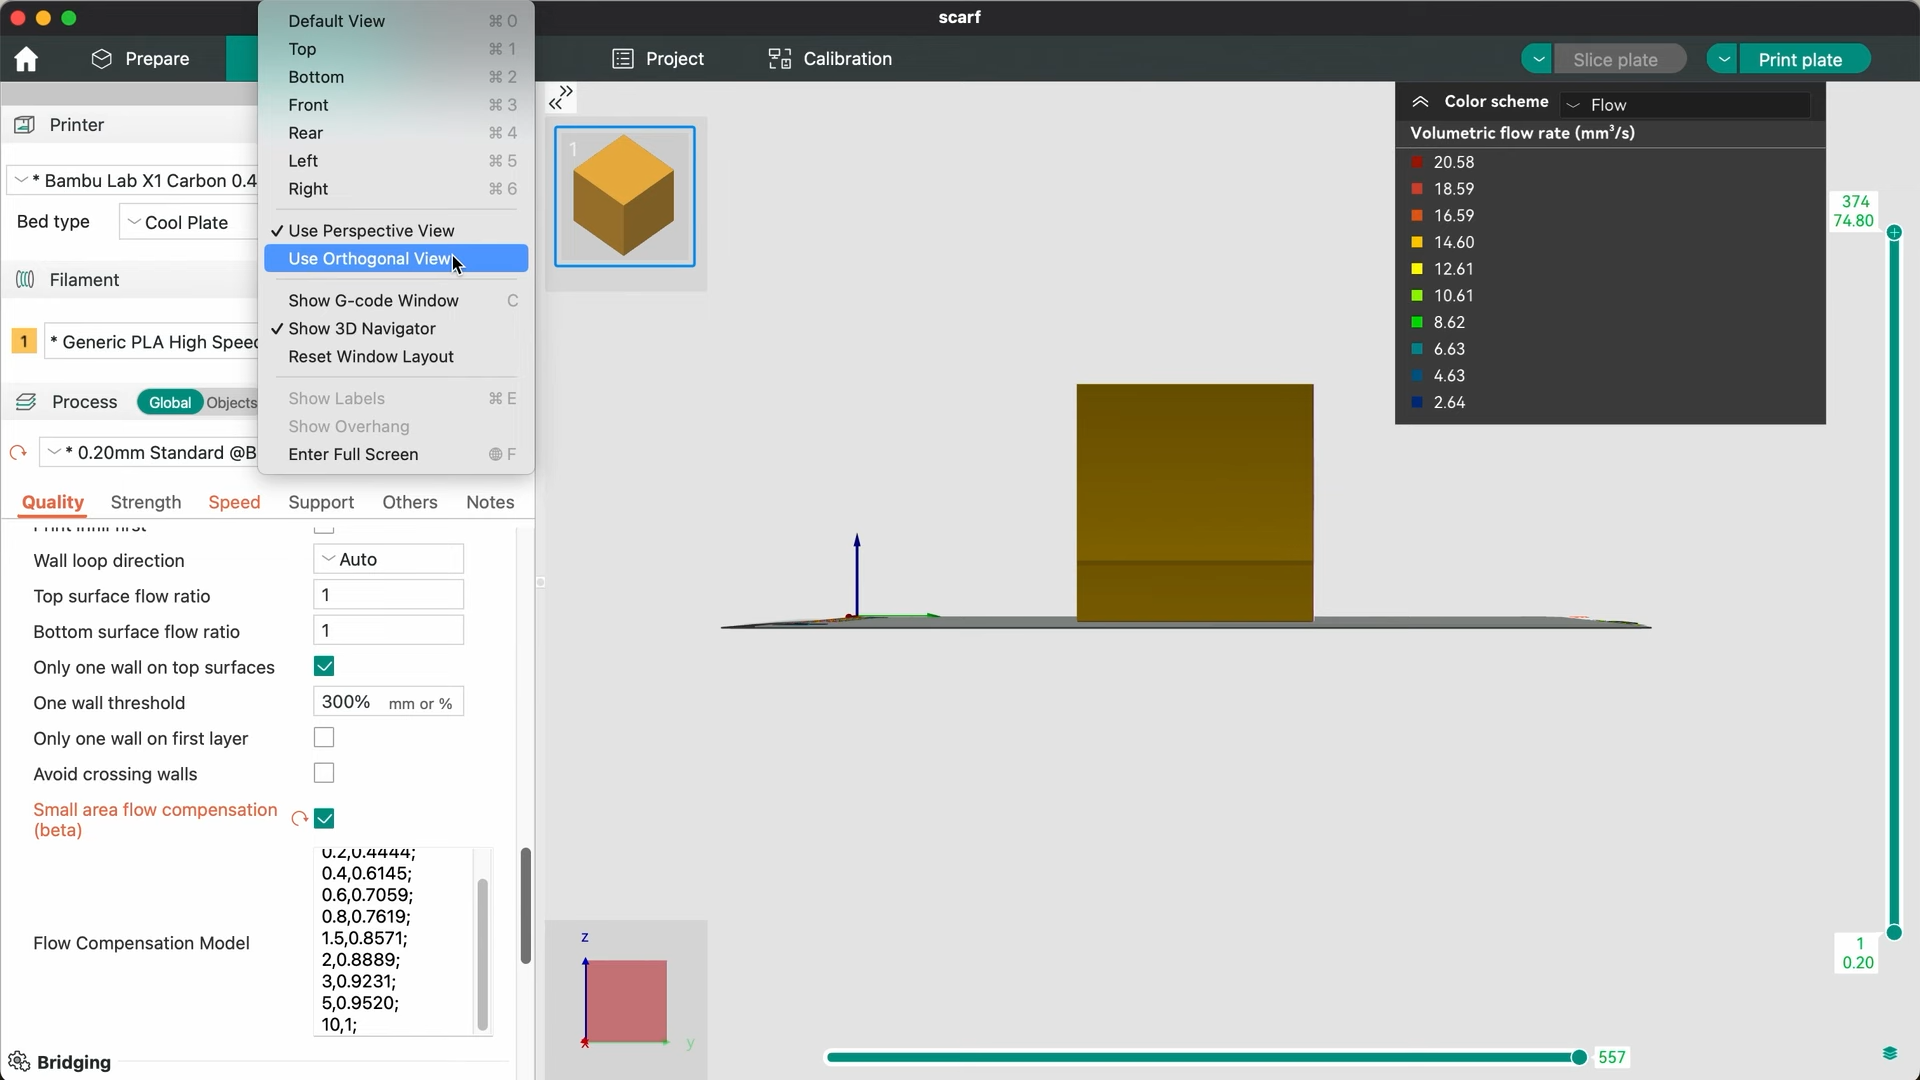 scarf
Prepare
Project
Calibration
Slice plate
Print plate
Default View ⌘ 0
Top ⌘ 1
Bottom ⌘ 2
Front ⌘ 3
Rear ⌘ 4
Left ⌘ 5
Right ⌘ 6
✓ Use Perspective View
Use Orthogonal View
Show G-code Window C
✓ Show 3D Navigator
Reset Window Layout
Show Labels ⌘ E
Show Overhang
Enter Full Screen F
Printer
* Bambu Lab X1 Carbon 0.4
Bed type Cool Plate
Filament
1 * Generic PLA High Speed
Process Global Objects
* 0.20mm Standard @B
Quality Strength Speed Support Others Notes
Print infill first
Wall loop direction Auto
Top surface flow ratio 1
Bottom surface flow ratio 1
Only one wall on top surfaces
One wall threshold 300% mm or %
Only one wall on first layer
Avoid crossing walls
Small area flow compensation
(beta)
Flow Compensation Model
0.2,0.4444;
0.4,0.6145;
0.6,0.7059;
0.8,0.7619;
1.5,0.8571;
2,0.8889;
3,0.9231;
5,0.9520;
10,1;
Bridging
1
z
x
y
Color scheme Flow
Volumetric flow rate (mm³/s)
20.58
18.59
16.59
14.60
12.61
10.61
8.62
6.63
4.63
2.64
374
74.80
1
0.20
557